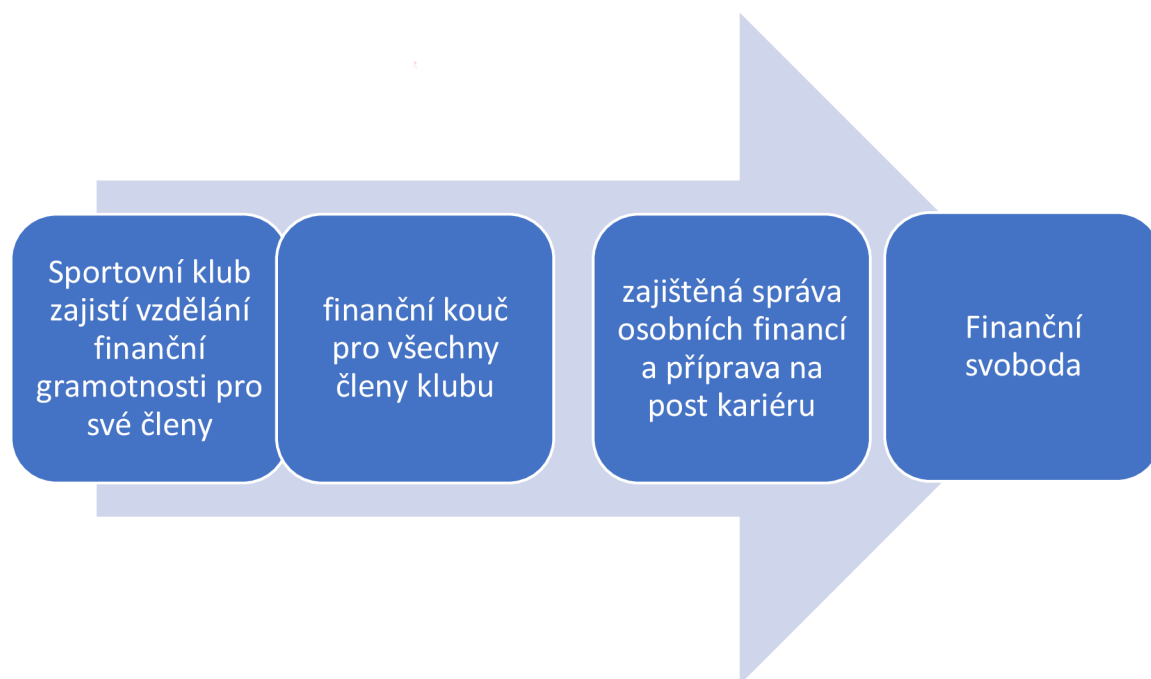 Sportovní klub
zajistí vzdělání
finanční
gramotnosti pro
své členy
finanční kouč
pro všechny
členy klubu
zajištěná správa
osobních financí
a příprava na
post kariéru
Finanční
svoboda